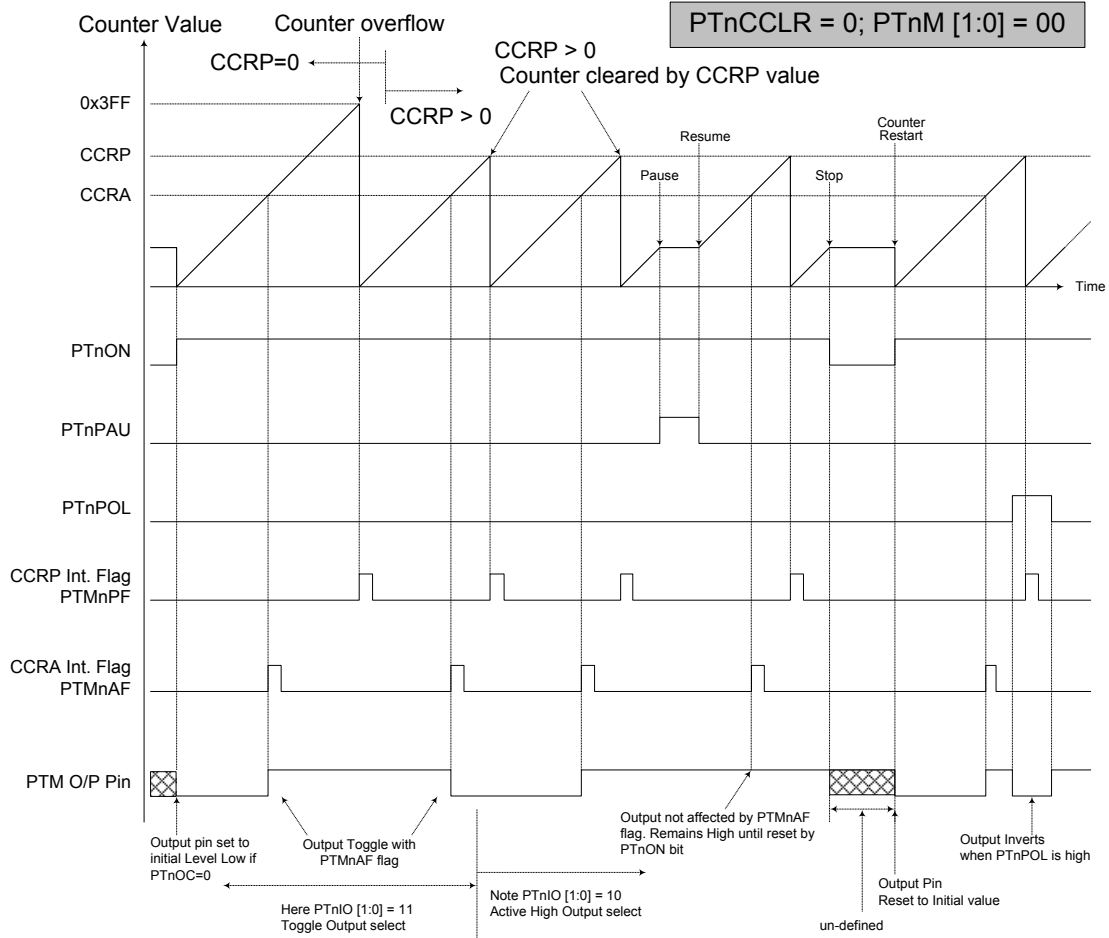 Counter Value
Counter overflow
PTnCCLR = 0; PTnM [1:0] = 00
CCRP=0
CCRP > 0
CCRP > 0
Counter cleared by CCRP value
0x3FF
CCRP
CCRA
Pause
Resume
Stop
Counter
Restart
Time
PTnON
PTnPAU
PTnPOL
CCRP Int. Flag
PTMnPF
CCRA Int. Flag
PTMnAF
PTM O/P Pin
Output pin set to
initial Level Low if
PTnOC=0
Output Toggle with
PTMnAF flag
Output not affected by PTMnAF
flag. Remains High until reset by
PTnON bit
Output Inverts
when PTnPOL is high
Here PTnIO [1:0] = 11
Toggle Output select
Note PTnIO [1:0] = 10
Active High Output select
Output Pin
Reset to Initial value
un-defined